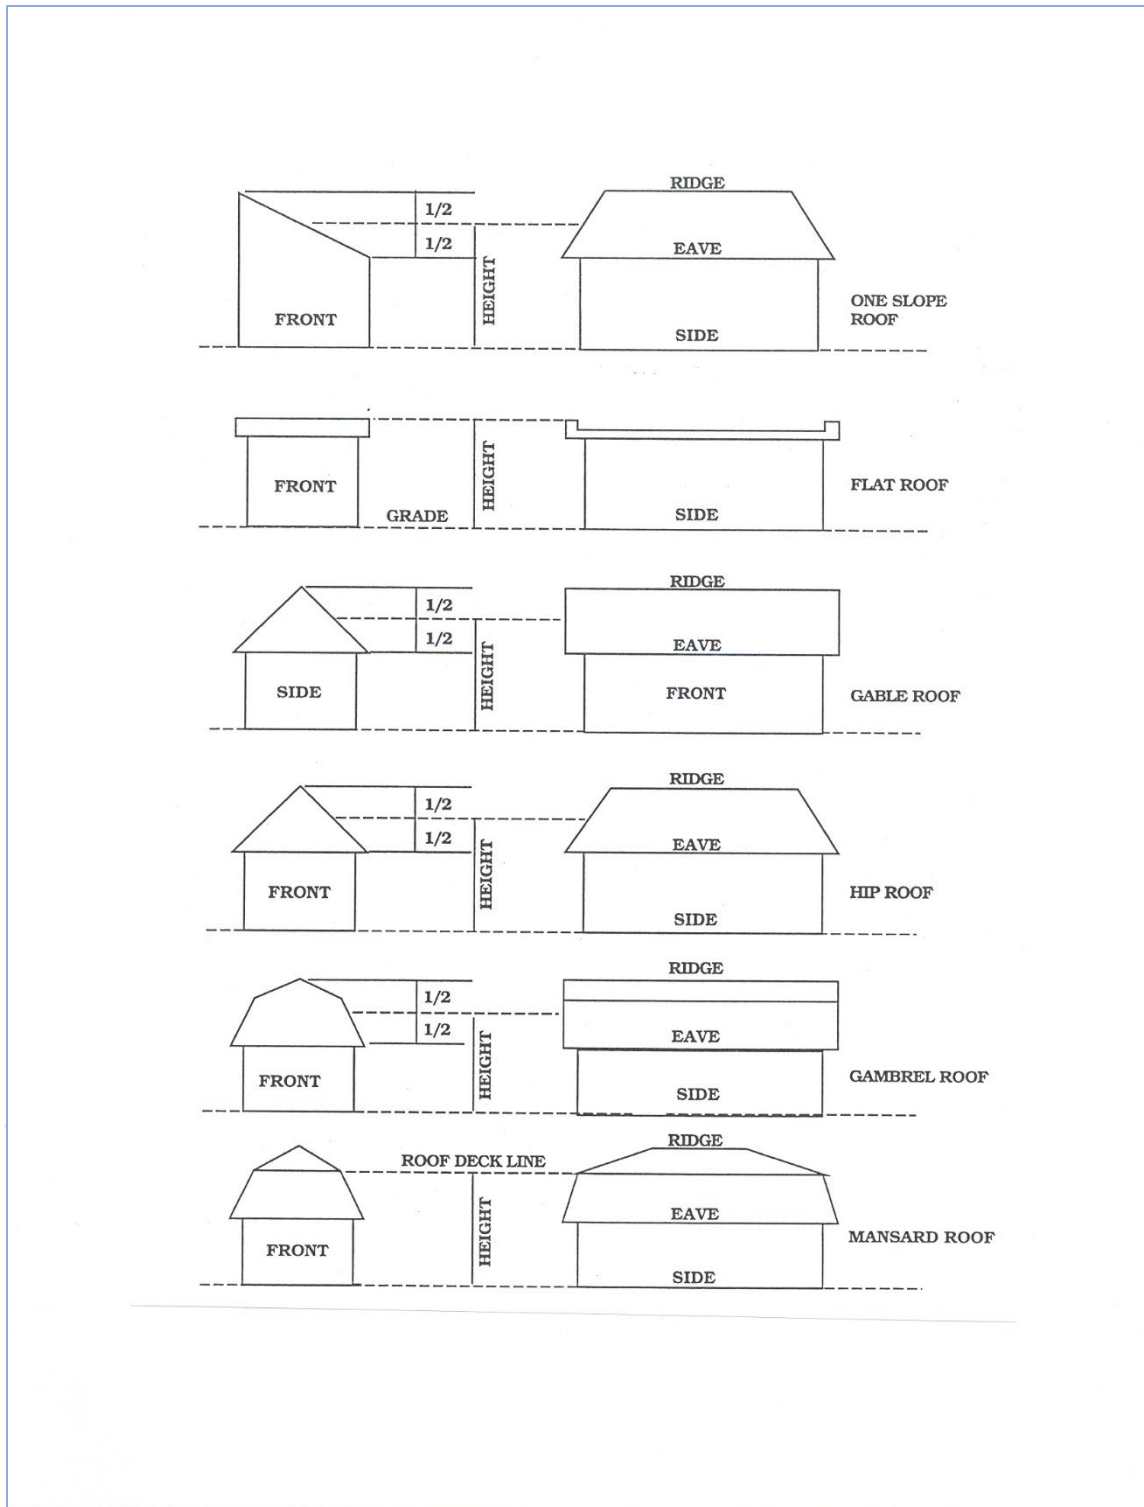 RIDGE
1/2
1/2
EAVE
HEIGHT
FRONT
SIDE
ONE SLOPE
ROOF
HEIGHT
FRONT
GRADE
SIDE
FLAT ROOF
RIDGE
1/2
1/2
EAVE
HEIGHT
SIDE
FRONT
GABLE ROOF
RIDGE
1/2
1/2
EAVE
HEIGHT
FRONT
SIDE
HIP ROOF
RIDGE
1/2
1/2
EAVE
HEIGHT
FRONT
SIDE
GAMBREL ROOF
RIDGE
ROOF DECK LINE
EAVE
HEIGHT
FRONT
SIDE
MANSARD ROOF